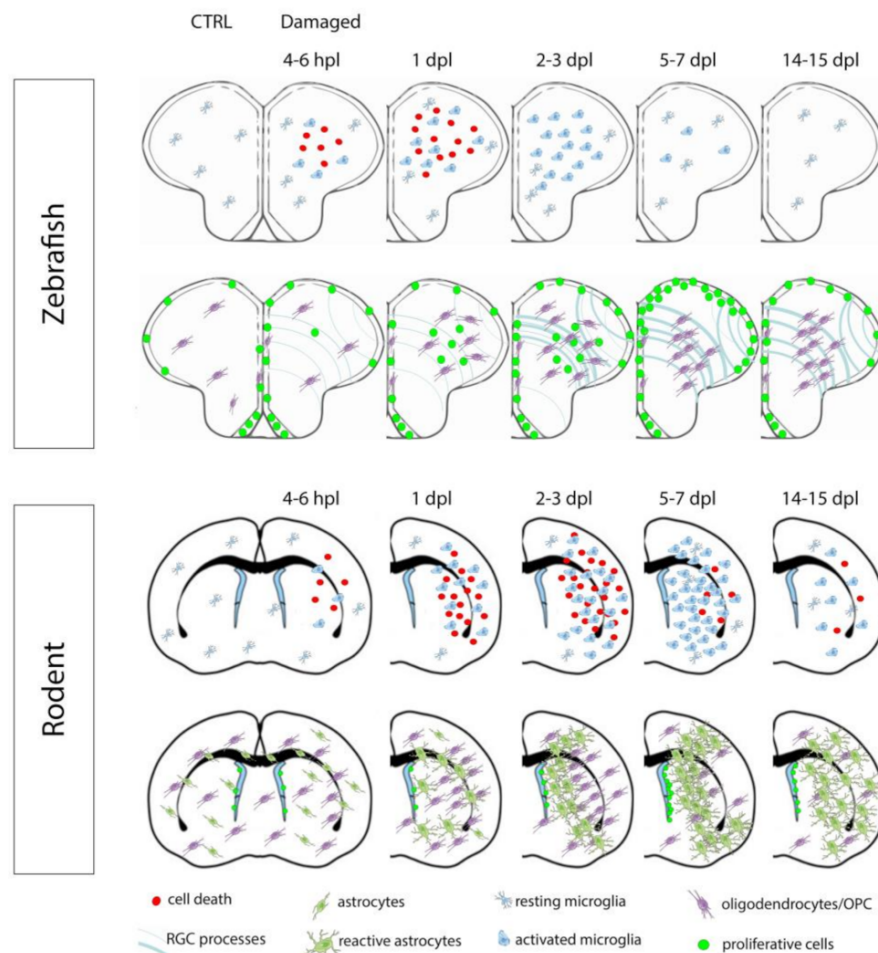 CTRL Damaged
4-6 hpl 1 dpl 2-3 dpl 5-7 dpl 14-15 dpl
Zebrafish
4-6 hpl 1 dpl 2-3 dpl 5-7 dpl 14-15 dpl
Rodent
cell death astrocytes resting microglia oligodendrocytes/OPC
RGC processes reactive astrocytes activated microglia proliferative cells